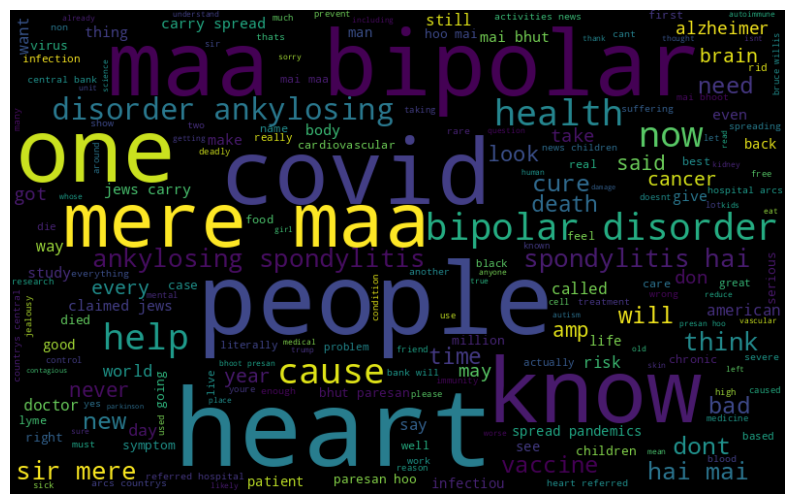 already understand much prevent including activities news first autoimmune
want thing carry spread still alzheimer
virus thats man hoo mai thank cant thought isnt
infection sir sorry mai bhut brain rid
maa bipolar
central bank science unit mai maa need bruce willis
disorder ankylosing taking health suffering mai bhoot even spreading
many show two name rare question take now let back
one getting make really body look said read
around deadly cardiovascular real best kidney free
got jews carry covid cure cancer hospital arcs
whose human damage death give doesnt lot kids
die food girl news children eat
way mere maa bipolar disorder
feel known
ankylosing spondylitis spondylitis hai
study everything another black true anyone serious
research mental every case people don care wrong great reduce
claimed jews condition called cell treatment autism american vascular
jealousy died use presan hoo
countrys central good help literally problem medical million will think
control world bhoot presan crump friend time amp life old severe
contagious cause bank will actually risk chronic skin left
never live youre immunity may know high caused
doctor year enough bhut paresan please bad medicine
lyme new yes parkinson used going place heart say dont based
right day must sure symptom well spread pandemics mean
work see children blood
sir mere reason vaccine hai mai
sick arcs countrys referred hospital likely patient paresan hoo worse infectiou heart referred